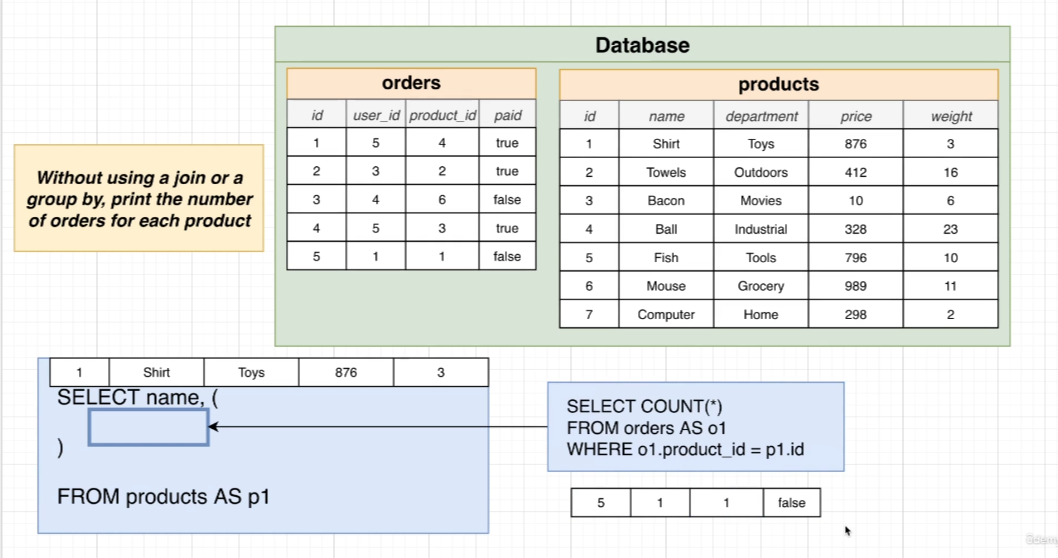 Database
orders
id user_id product_id paid
1 5 4 true
2 3 2 true
3 4 6 false
4 5 3 true
5 1 1 false
products
id name department price weight
1 Shirt Toys 876 3
2 Towels Outdoors 412 16
3 Bacon Movies 10 6
4 Ball Industrial 328 23
5 Fish Tools 796 10
6 Mouse Grocery 989 11
7 Computer Home 298 2
Without using a join or a
group by, print the number
of orders for each product
1 Shirt Toys 876 3
SELECT name, (
)
FROM products AS p1
SELECT COUNT(*)
FROM orders AS o1
WHERE o1.product_id = p1.id
5 1 1 false